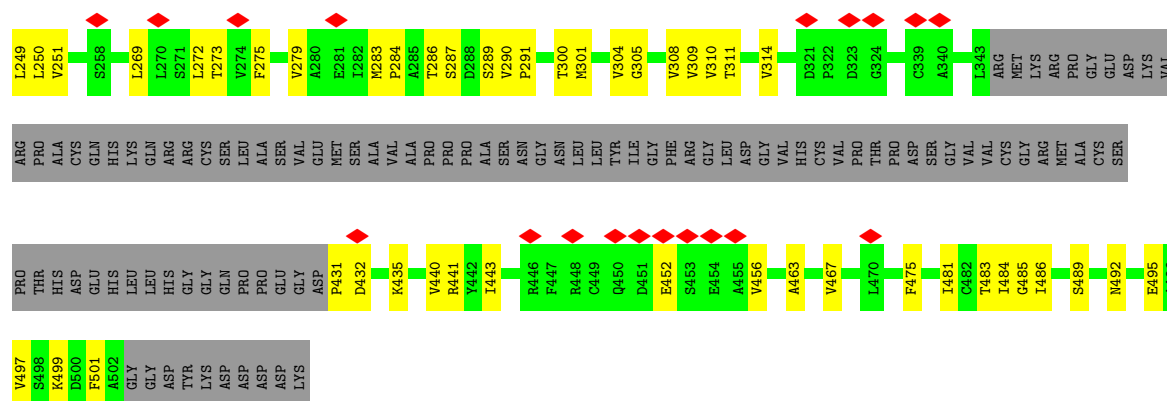 L249 L250 V251 S258 L269 L270 S271 L272 T273 V274 F275 V279 A280 E281 I282 M283 P284 A285 T286 S287 D288 S289 V290 P291 T300 M301 V304 G305 V308 V309 V310 T311 V314 D321 P322 D323 G324 C339 A340 L343 ARG MET LYS ARG PRO GLY GLU ASP LYS VAL
ARG PRO ALA CYS GLN HIS LYS GLN ARG ARG CYS SER LEU ALA SER VAL GLU MET SER ALA VAL ALA PRO PRO PRO ALA SER ASN GLY ASN LEU LEU TYR ILE GLY PHE ARG GLY LEU ASP GLY VAL HIS CYS VAL PRO THR PRO ASP SER GLY VAL VAL CYS GLY ARG MET ALA CYS SER
PRO THR HIS ASP GLU HIS LEU LEU HIS GLY GLY GLN PRO PRO GLU GLY ASP P431 D432 K435 V440 R441 Y442 I443 R446 F447 R448 C449 Q450 D451 E452 S453 E454 A455 V456 A463 V467 L470 F475 I481 C482 T483 I484 G485 I486 S489 N492 E495
V497 S498 K499 D500 F501 A502 GLY GLY ASP TYR LYS ASP ASP ASP ASP LYS